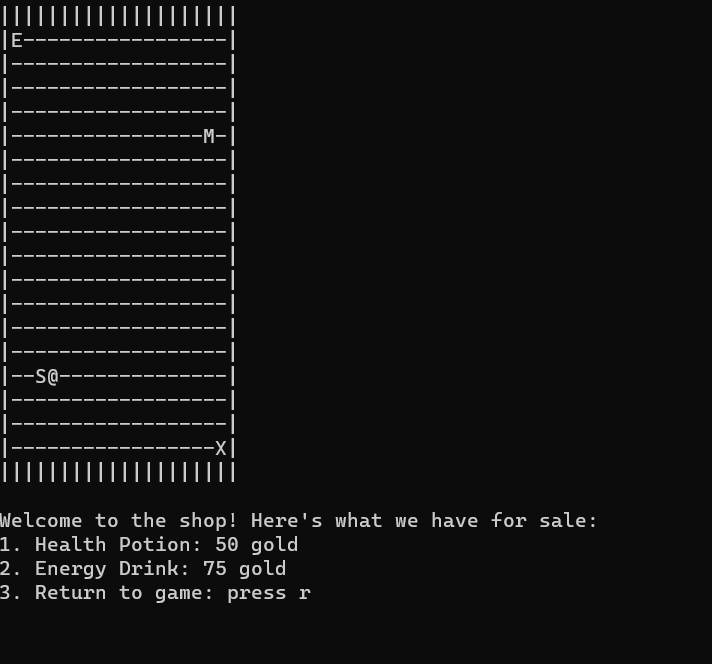 ||||||||||||||||||||
|E-----------------|
|------------------|
|------------------|
|------------------|
|----------------M-|
|------------------|
|------------------|
|------------------|
|------------------|
|------------------|
|------------------|
|------------------|
|------------------|
|------------------|
|--S@--------------|
|------------------|
|------------------|
|-----------------X|
||||||||||||||||||||
Welcome to the shop! Here's what we have for sale:
1. Health Potion: 50 gold
2. Energy Drink: 75 gold
3. Return to game: press r